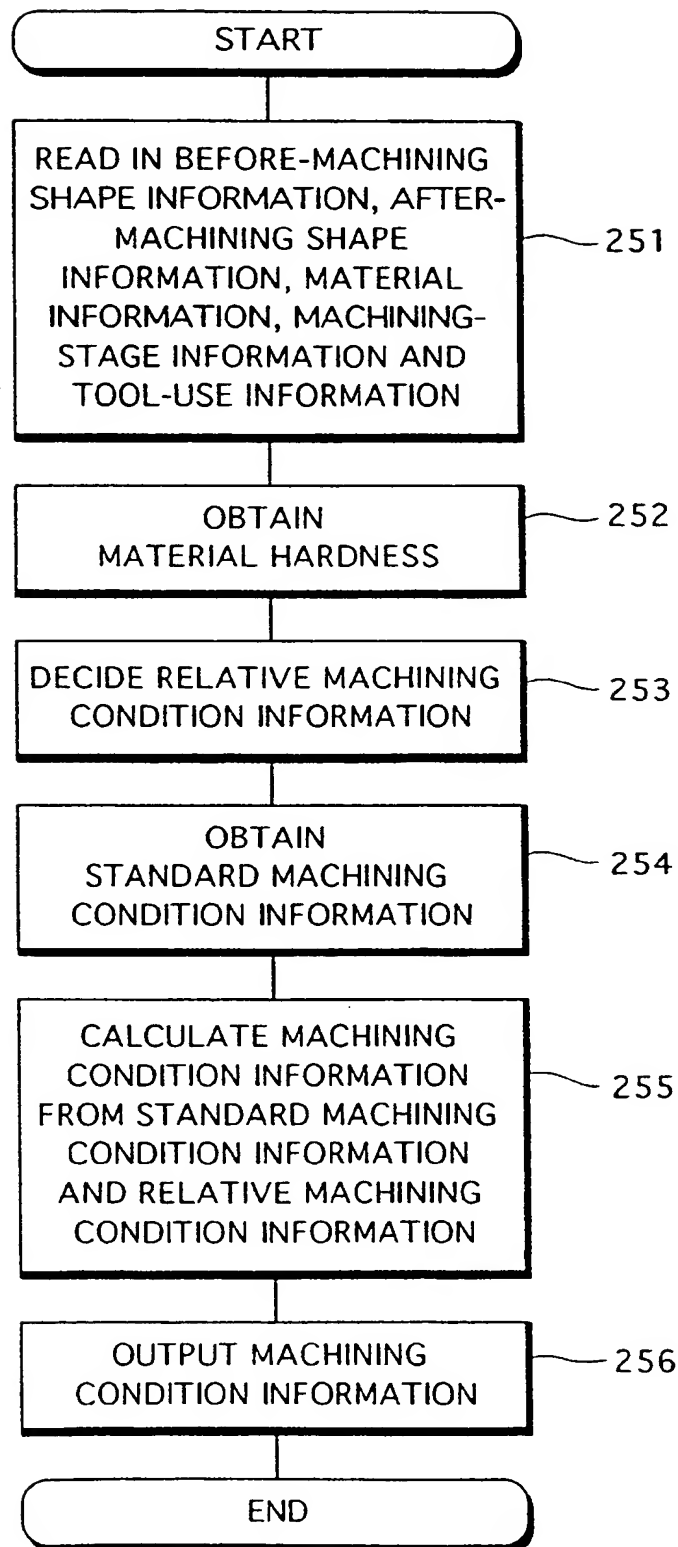 START
READ IN BEFORE-MACHINING
SHAPE INFORMATION, AFTER-
MACHINING SHAPE
INFORMATION, MATERIAL
INFORMATION, MACHINING-
STAGE INFORMATION AND
TOOL-USE INFORMATION
251
OBTAIN
MATERIAL HARDNESS
252
DECIDE RELATIVE MACHINING
CONDITION INFORMATION
253
OBTAIN
STANDARD MACHINING
CONDITION INFORMATION
254
CALCULATE MACHINING
CONDITION INFORMATION
FROM STANDARD MACHINING
CONDITION INFORMATION
AND RELATIVE MACHINING
CONDITION INFORMATION
255
OUTPUT MACHINING
CONDITION INFORMATION
256
END